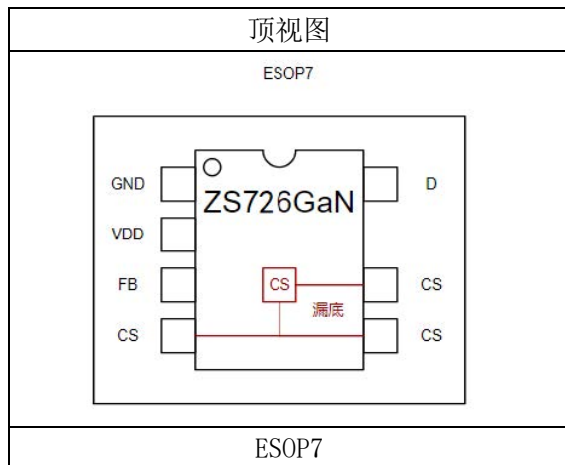 顶视图
ESOP7
GND
D
ZS726GaN
VDD
FB
CS
CS
漏底
CS
CS
ESOP7